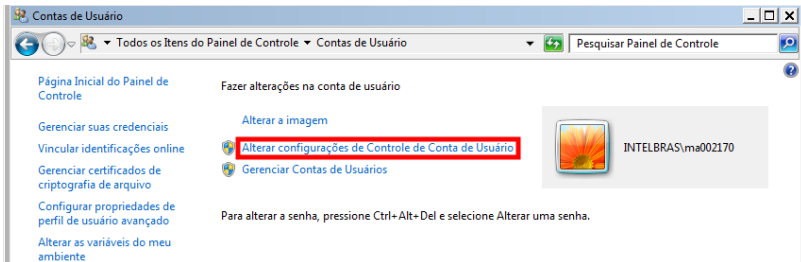 Contas de Usuário
Todos os Itens do Painel de Controle Contas de Usuário
Pesquisar Painel de Controle
Página Inicial do Painel de
Controle
Gerenciar suas credenciais
Vincular identificações online
Gerenciar certificados de
criptografia de arquivo
Configurar propriedades de
perfil de usuário avançado
Alterar as variáveis do meu
ambiente
Fazer alterações na conta de usuário
Alterar a imagem
Alterar configurações de Controle de Conta de Usuário
Gerenciar Contas de Usuários
INTELBRAS\ma002170
Para alterar a senha, pressione Ctrl+Alt+Del e selecione Alterar uma senha.